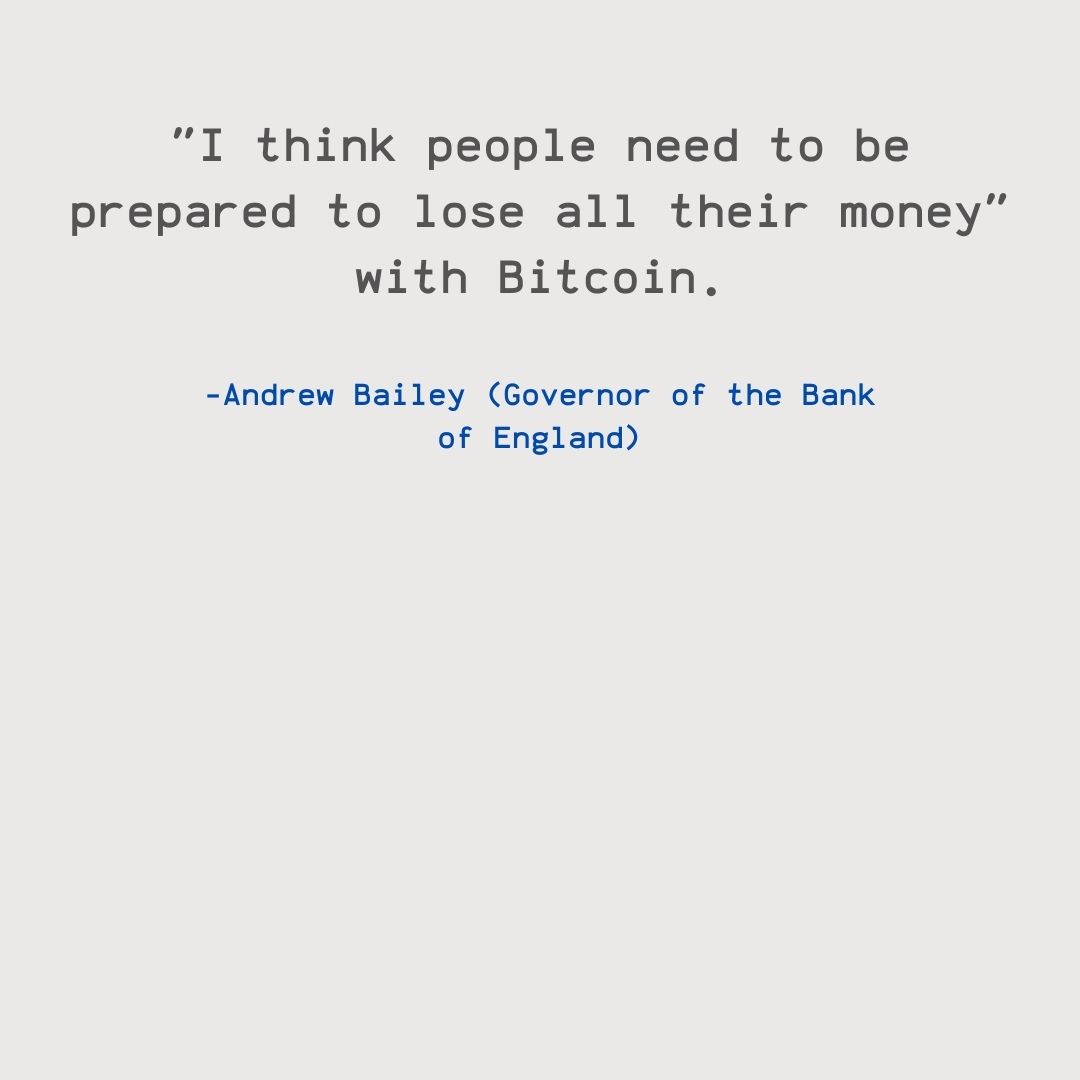 "I think people need to be
prepared to lose all their money"
with Bitcoin.
-Andrew Bailey (Governor of the Bank
of England)